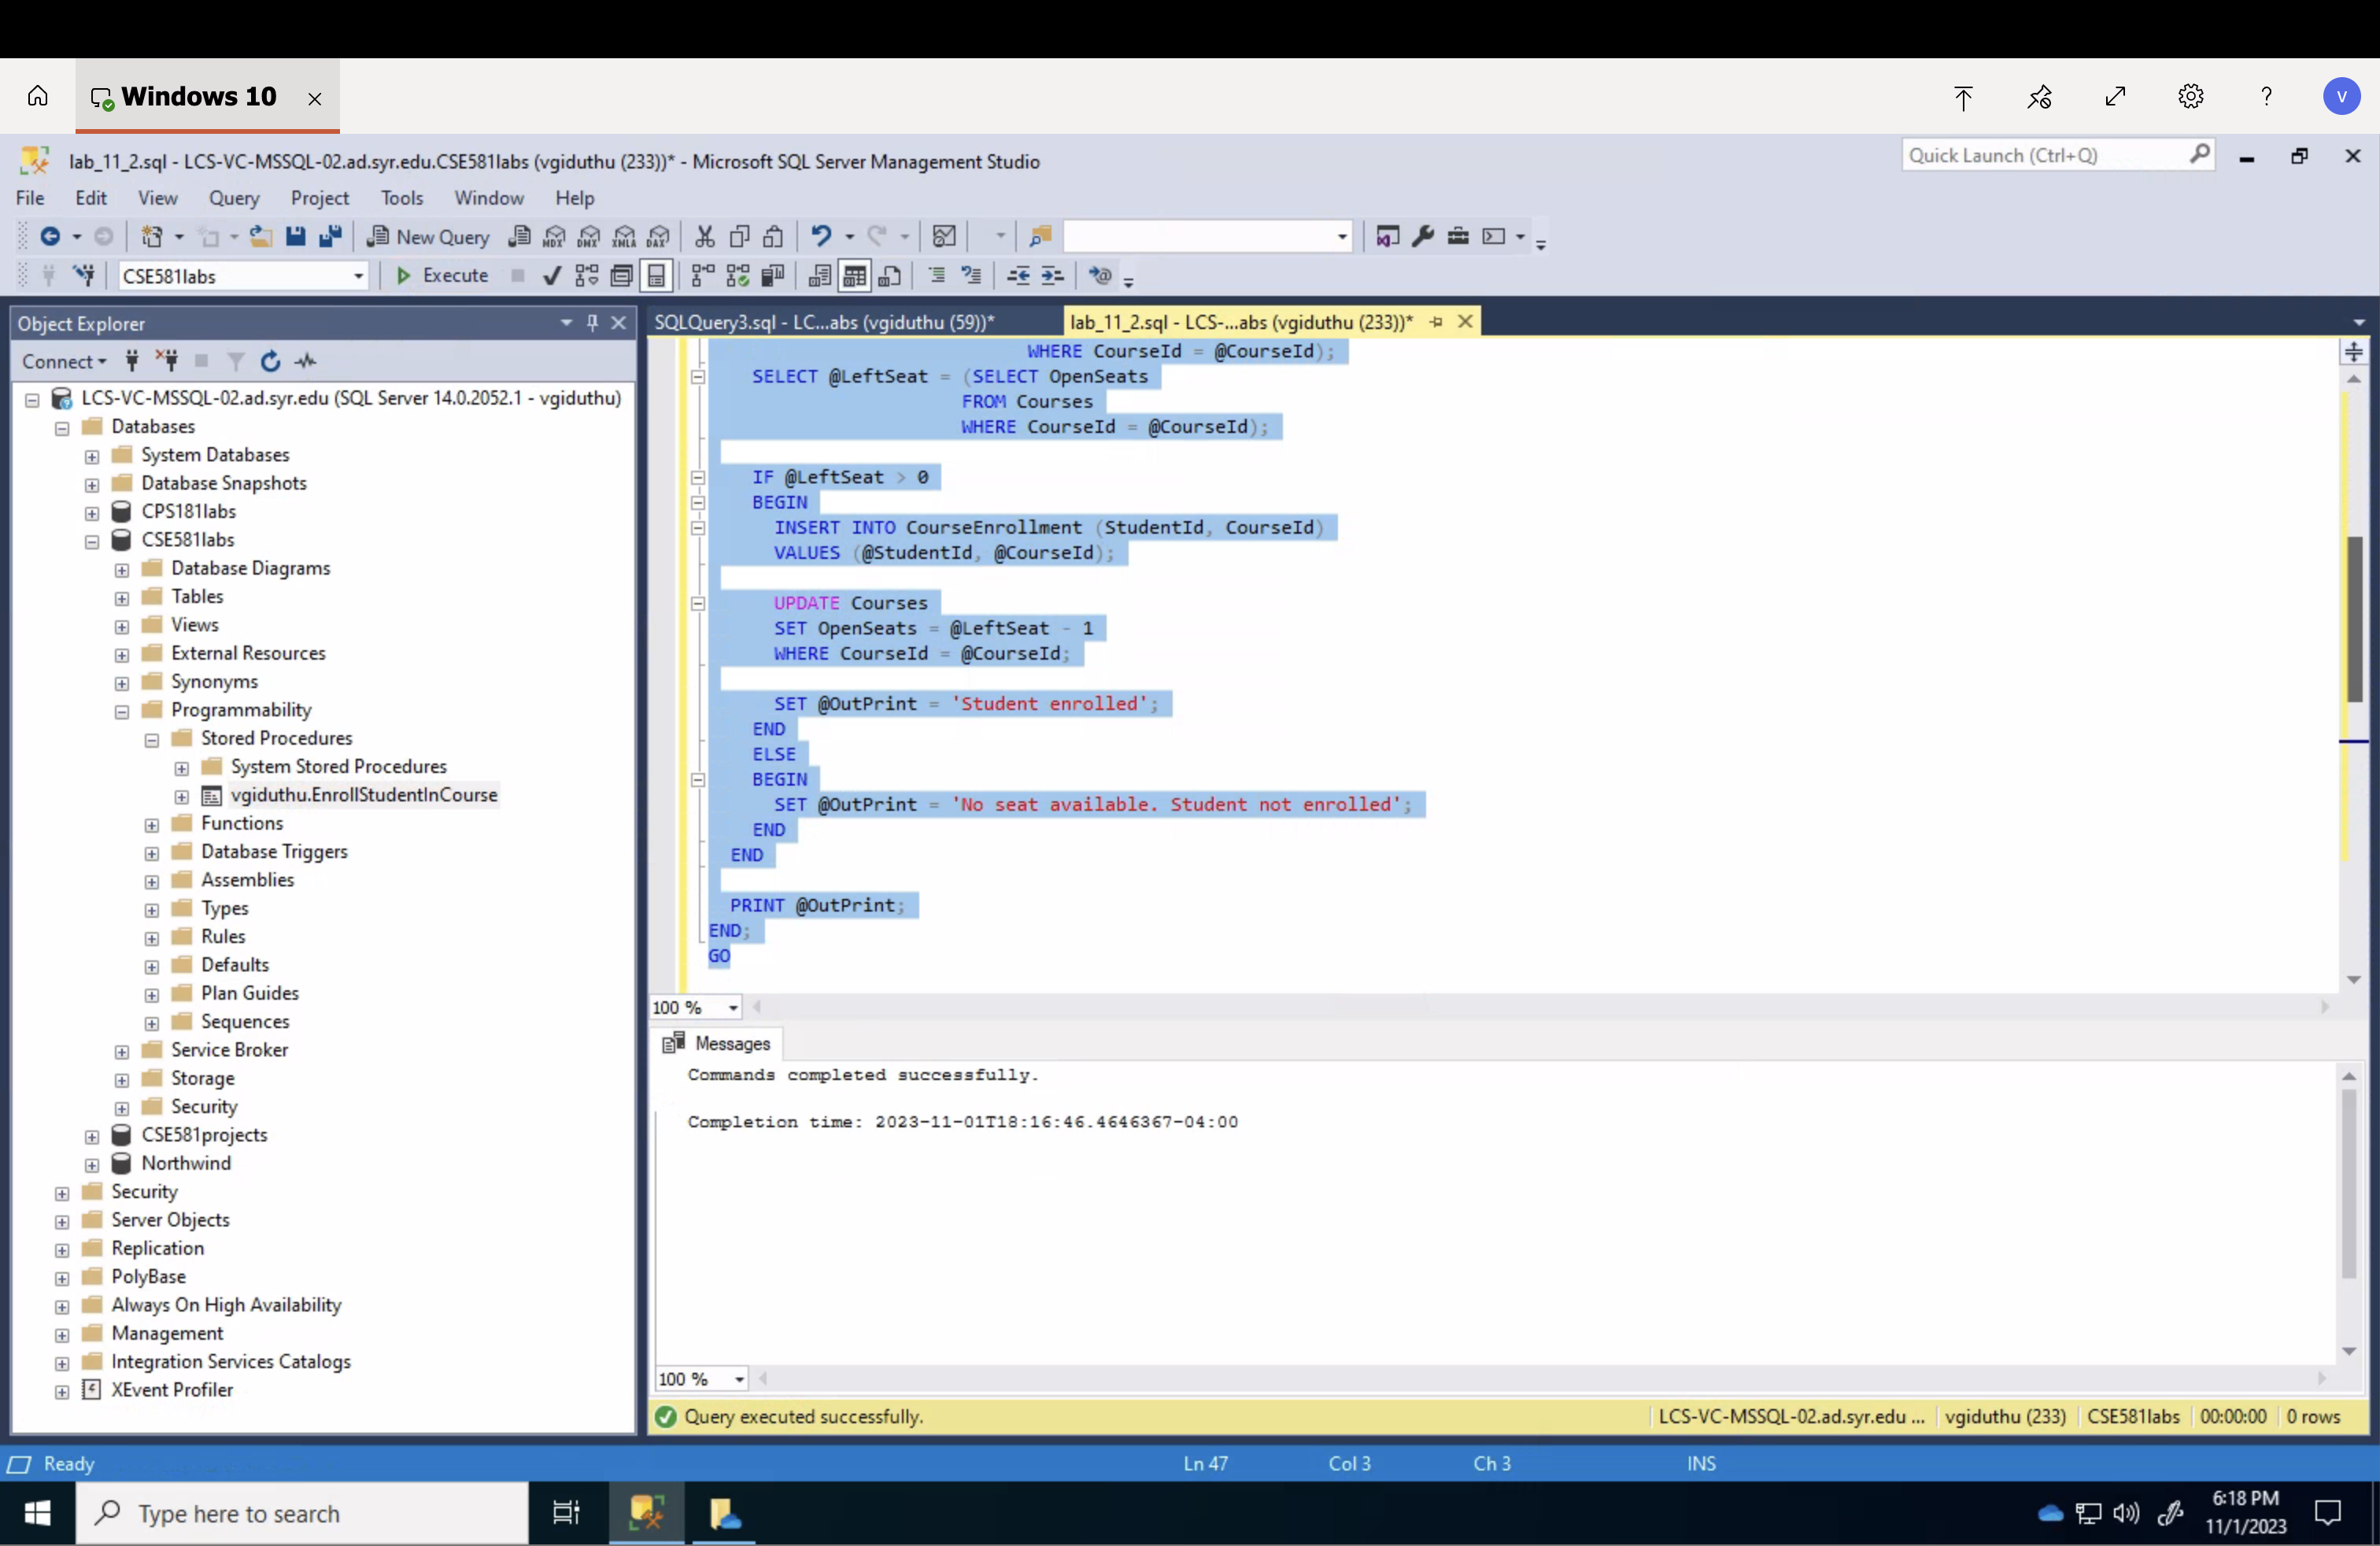 Windows 10
?
V
lab_11_2.sql - LCS-VC-MSSQL-02.ad.syr.edu.CSE581labs (vgiduthu (233))* - Microsoft SQL Server Management Studio
Quick Launch (Ctrl+Q)
File Edit View Query Project Tools Window Help
New Query MDX DMX XMLA DAX
CSE581labs Execute
Object Explorer
SQLQuery3.sql - LC...abs (vgiduthu (59))*
lab_11_2.sql - LCS-...abs (vgiduthu (233))*
Connect
LCS-VC-MSSQL-02.ad.syr.edu (SQL Server 14.0.2052.1 - vgiduthu)
Databases
System Databases
Database Snapshots
CPS181labs
CSE581labs
Database Diagrams
Tables
Views
External Resources
Synonyms
Programmability
Stored Procedures
System Stored Procedures
vgiduthu.EnrollStudentInCourse
Functions
Database Triggers
Assemblies
Types
Rules
Defaults
Plan Guides
Sequences
Service Broker
Storage
Security
CSE581projects
Northwind
Security
Server Objects
Replication
PolyBase
Always On High Availability
Management
Integration Services Catalogs
XEvent Profiler
WHERE CourseId = @CourseId);
SELECT @LeftSeat = (SELECT OpenSeats
FROM Courses
WHERE CourseId = @CourseId);
IF @LeftSeat > 0
BEGIN
INSERT INTO CourseEnrollment (StudentId, CourseId)
VALUES (@StudentId, @CourseId);
UPDATE Courses
SET OpenSeats = @LeftSeat - 1
WHERE CourseId = @CourseId;
SET @OutPrint = 'Student enrolled';
END
ELSE
BEGIN
SET @OutPrint = 'No seat available. Student not enrolled';
END
END
PRINT @OutPrint;
END;
GO
100 %
Messages
Commands completed successfully.
Completion time: 2023-11-01T18:16:46.4646367-04:00
100 %
Query executed successfully.
LCS-VC-MSSQL-02.ad.syr.edu ... vgiduthu (233) CSE581labs 00:00:00 0 rows
Ready Ln 47 Col 3 Ch 3 INS
Type here to search
6:18 PM
11/1/2023